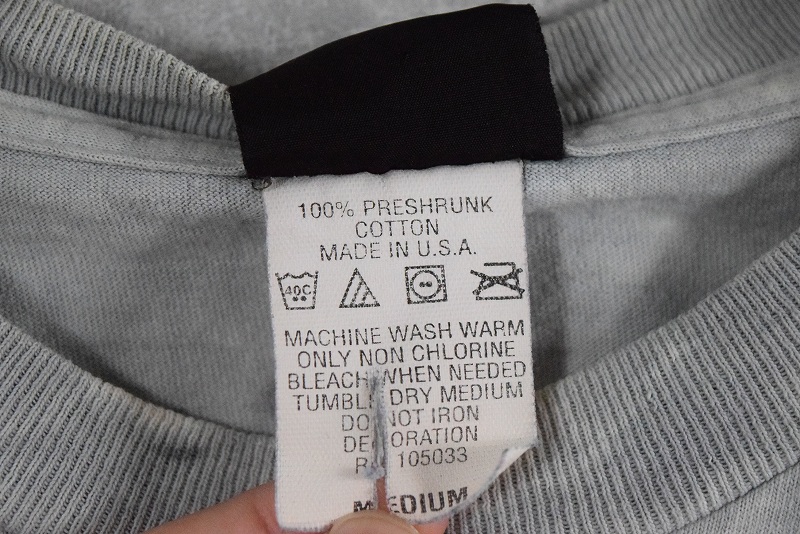 100% PRESHRUNK
COTTON
MADE IN U.S.A.
40C
MACHINE WASH WARM
ONLY NON CHLORINE
BLEACH WHEN NEEDED
TUMBLE DRY MEDIUM
DO NOT IRON
DECORATION
105033
MEDIUM